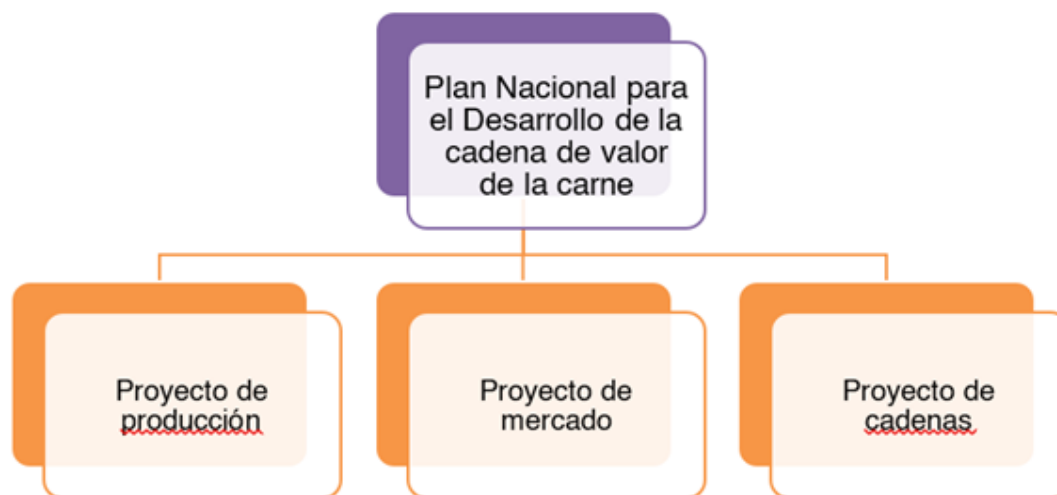 Plan Nacional para
el Desarrollo de la
cadena de valor
de la carne
Proyecto de
producción
Proyecto de
mercado
Proyecto de
cadenas